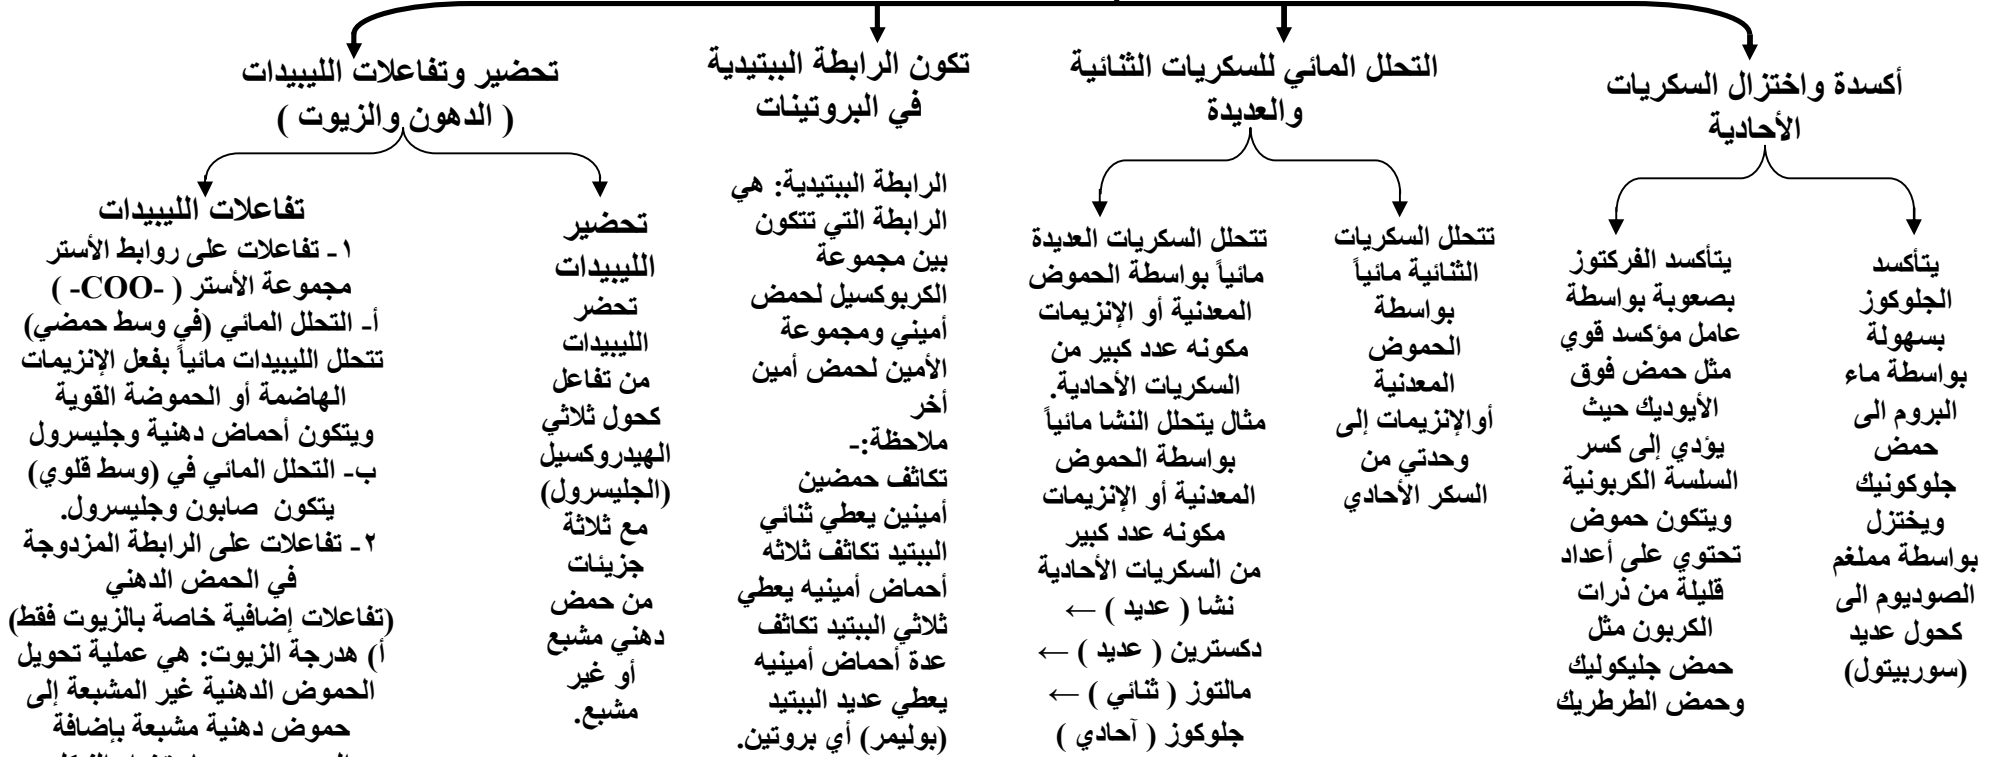 أكسدة واختزال السكريات
الأحادية
يتأكسد
الجلوكوز
بسهولة
بواسطة ماء
البروم الى
حمض
جلوكونيك
ويختزل
بواسطة مملغم
الصوديوم الى
كحول عديد
(سوربيتول)
يتأكسد الفركتوز
بصعوبة بواسطة
عامل مؤكسد قوي
مثل حمض فوق
الأيوديك حيث
يؤدي إلى كسر
السلسة الكربونية
ويتكون حموض
تحتوي على أعداد
قليلة من ذرات
الكربون مثل
حمض جليكوليك
وحمض الطرطريك
التحلل المائي للسكريات الثنائية
والعديدة
تتحلل السكريات
الثنائية مائياً
بواسطة
الحموض
المعدنية
أوالإنزيمات إلى
وحدتي من
السكر الأحادي
تتحلل السكريات العديدة
مائياً بواسطة الحموض
المعدنية أو الإنزيمات
مكونه عدد كبير من
السكريات الأحادية.
مثال يتحلل النشا مائياً
بواسطة الحموض
المعدنية أو الإنزيمات
مكونه عدد كبير
من السكريات الأحادية
نشا ( عديد ) ←
دكسترين ( عديد ) ←
مالتوز ( ثنائي ) ←
جلوكوز ( آحادي )
تكون الرابطة الببتيدية
في البروتينات
الرابطة الببتيدية: هي
الرابطة التي تتكون
بين مجموعة
الكربوكسيل لحمض
أميني ومجموعة
الأمين لحمض أمين
أخر
ملاحظة:-
تكاثف حمضين
أمينين يعطي ثنائي
الببتيد تكاثف ثلاثه
أحماض أمينيه يعطي
ثلاثي الببتيد تكاثف
عدة أحماض أمينيه
يعطي عديد الببتيد
(بوليمر) أي بروتين.
تحضير وتفاعلات الليبيدات
( الدهون والزيوت )
تحضير
الليبيدات
تحضر
الليبيدات
من تفاعل
كحول ثلاثي
الهيدروكسيل
(الجليسرول)
مع ثلاثة
جزيئات
من حمض
دهني مشبع
أو غير
مشبع.
تفاعلات الليبيدات
١- تفاعلات على روابط الأستر
مجموعة الأستر ( -COO- )
أ- التحلل المائي (في وسط حمضي)
تتحلل الليبيدات مائياً بفعل الإنزيمات
الهاضمة أو الحموضة القوية
ويتكون أحماض دهنية وجليسرول
ب- التحلل المائي في (وسط قلوي)
يتكون صابون وجليسرول.
٢- تفاعلات على الرابطة المزدوجة
في الحمض الدهني
(تفاعلات إضافية خاصة بالزيوت فقط)
أ) هدرجة الزيوت: هي عملية تحويل
الحموض الدهنية غير المشبعة إلى
حموض دهنية مشبعة بإضافة